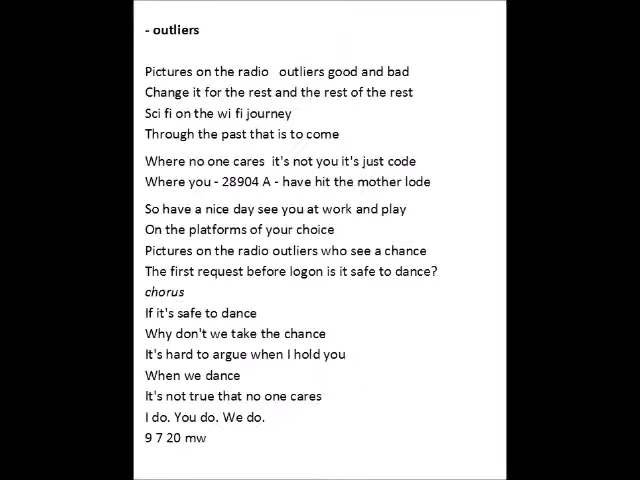 - outliers
Pictures on the radio   outliers good and bad
Change it for the rest and the rest of the rest
Sci fi on the wi fi journey
Through the past that is to come
Where no one cares  it's not you it's just code
Where you - 28904 A - have hit the mother lode
So have a nice day see you at work and play
On the platforms of your choice
Pictures on the radio outliers who see a chance
The first request before logon is it safe to dance?
chorus
If it's safe to dance
Why don't we take the chance
It's hard to argue when I hold you
When we dance
It's not true that no one cares
I do. You do. We do.
9 7 20 mw